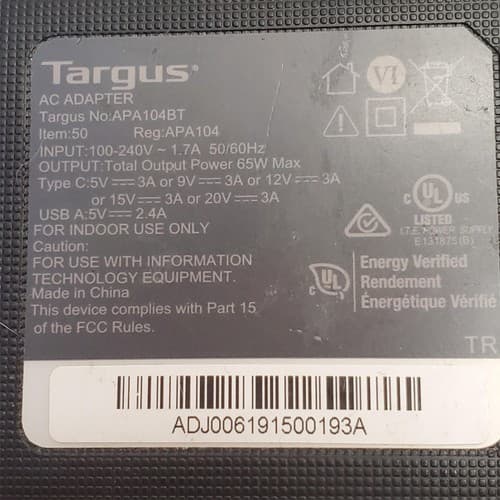 Targus®
AC ADAPTER
Targus No:APA104BT
Item:50 Reg:APA104
INPUT:100-240V ~ 1.7A 50/60Hz
OUTPUT:Total Output Power 65W Max
Type C:5V⎓3A or 9V⎓3A or 12V⎓3A
or 15V⎓3A or 20V⎓3A
USB A:5V⎓2.4A
FOR INDOOR USE ONLY
Caution:
FOR USE WITH INFORMATION
TECHNOLOGY EQUIPMENT.
Made in China
This device complies with Part 15
of the FCC Rules.
VI
C UL US
LISTED
I.T.E. POWER SUPPLY
E131875(B)
UL
Energy Verified
Rendement
Énergétique Vérifié
TR
ADJ006191500193A